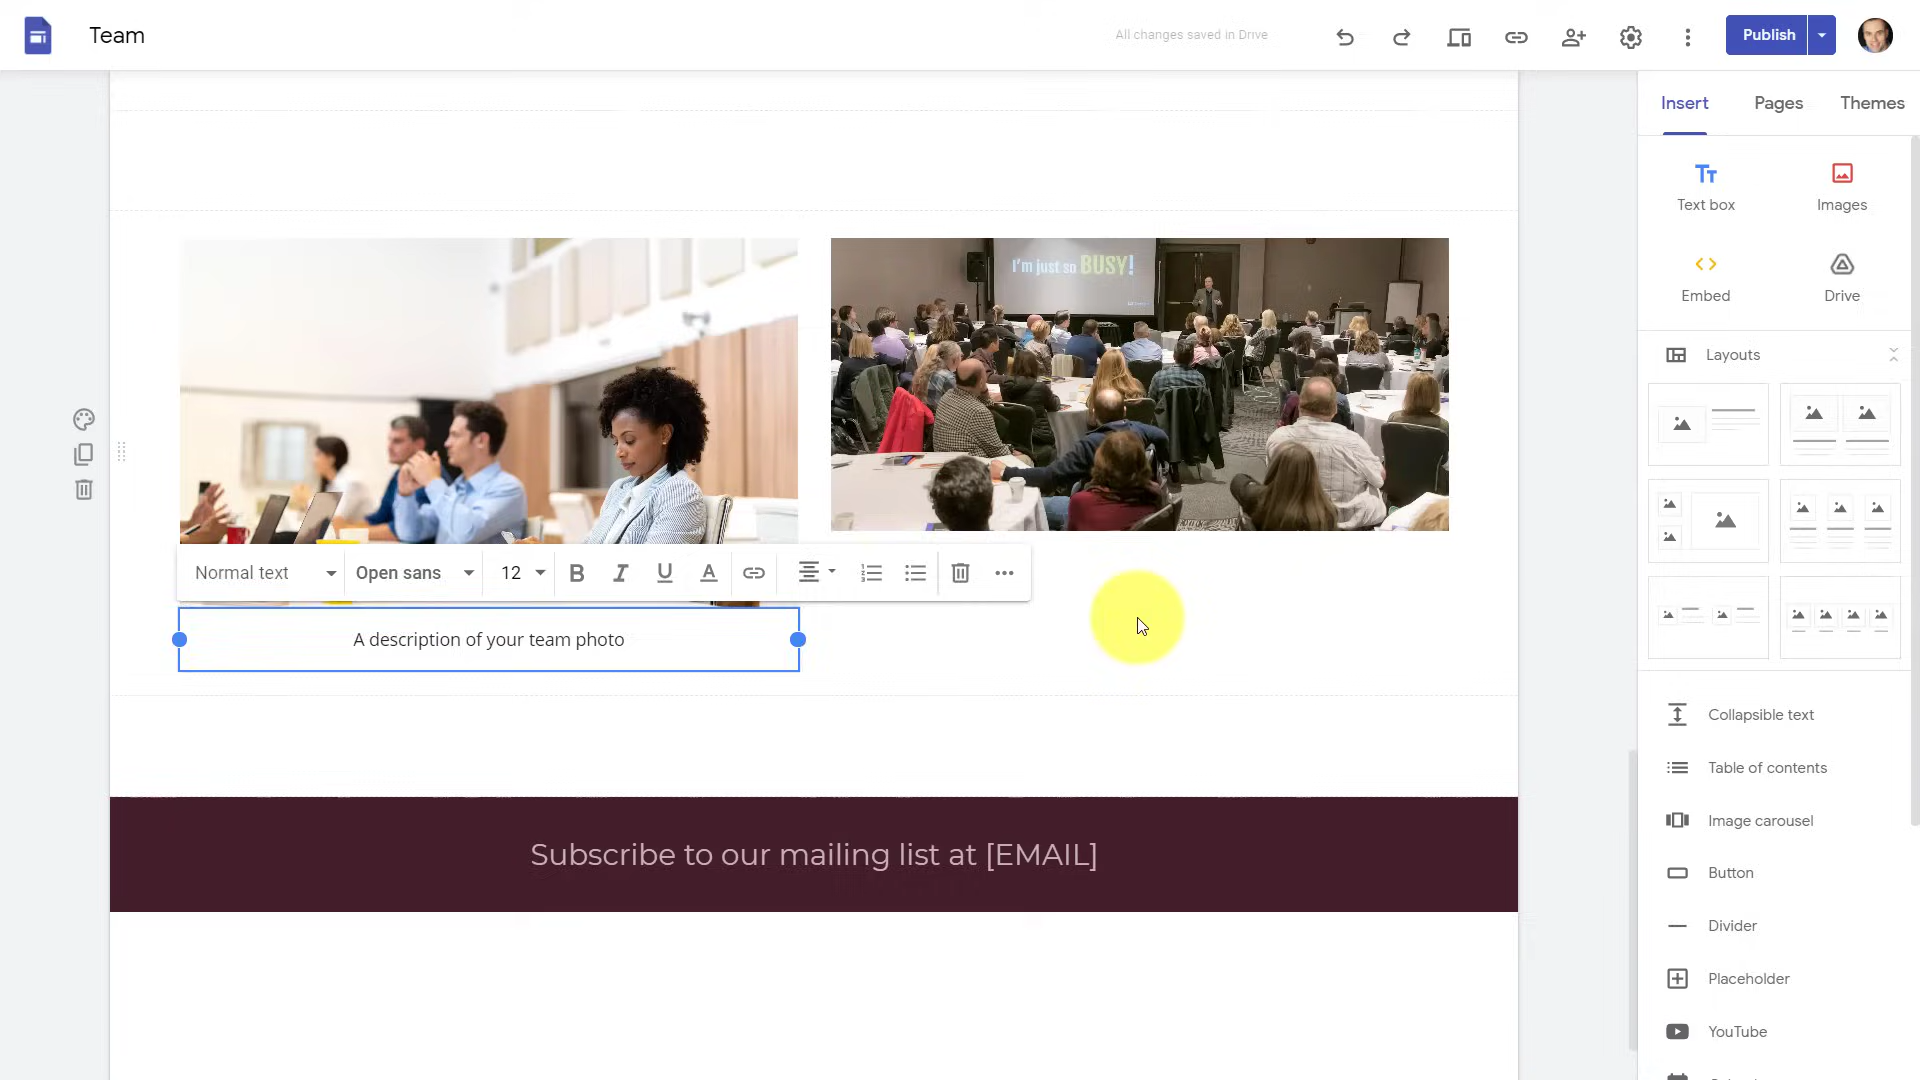 Team
All changes saved in Drive
Publish
Insert
Pages
Themes
Text box
Images
Embed
Drive
Layouts
I'm just so BUSY!
Normal text
Open sans
12
A description of your team photo
Collapsible text
Table of contents
Image carousel
Subscribe to our mailing list at [EMAIL]
Button
Divider
Placeholder
YouTube